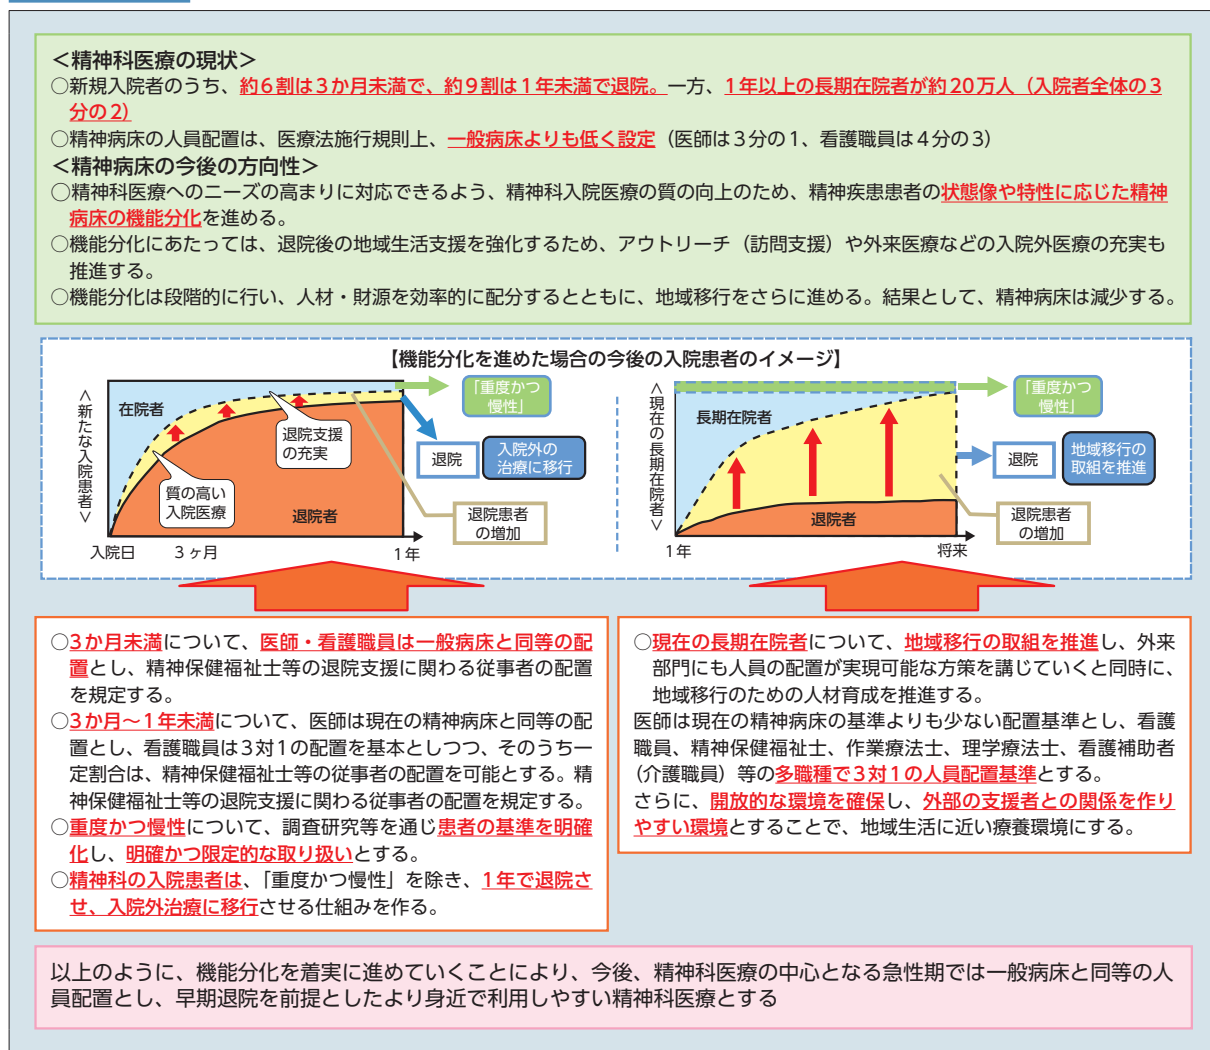 ＜精神科医療の現状＞
○新規入院者のうち、約６割は３か月未満で、約９割は１年未満で退院。一方、１年以上の長期在院者が約20万人（入院者全体の３
分の２）
○精神病床の人員配置は、医療法施行規則上、一般病床よりも低く設定（医師は３分の１、看護職員は４分の３）
＜精神病床の今後の方向性＞
○精神科医療へのニーズの高まりに対応できるよう、精神科入院医療の質の向上のため、精神疾患患者の状態像や特性に応じた精神
病床の機能分化を進める。
○機能分化にあたっては、退院後の地域生活支援を強化するため、アウトリーチ（訪問支援）や外来医療などの入院外医療の充実も
推進する。
○機能分化は段階的に行い、人材・財源を効率的に配分するとともに、地域移行をさらに進める。結果として、精神病床は減少する。
【機能分化を進めた場合の今後の入院患者のイメージ】
＜新たな入院患者＞
在院者
退院支援
の充実
質の高い
入院医療
退院者
入院日
３ヶ月
１年
「重度かつ
慢性」
退院
入院外の
治療に移行
退院患者
の増加
＜現在の長期在院者＞
長期在院者
退院者
１年
将来
「重度かつ
慢性」
退院
地域移行の
取組を推進
退院患者
の増加
○３か月未満について、医師・看護職員は一般病床と同等の配
置とし、精神保健福祉士等の退院支援に関わる従事者の配置
を規定する。
○３か月～１年未満について、医師は現在の精神病床と同等の配
置とし、看護職員は３対１の配置を基本としつつ、そのうち一
定割合は、精神保健福祉士等の従事者の配置を可能とする。精
神保健福祉士等の退院支援に関わる従事者の配置を規定する。
○重度かつ慢性について、調査研究等を通じ患者の基準を明確
化し、明確かつ限定的な取り扱いとする。
○精神科の入院患者は、「重度かつ慢性」を除き、１年で退院さ
せ、入院外治療に移行させる仕組みを作る。
○現在の長期在院者について、地域移行の取組を推進し、外来
部門にも人員の配置が実現可能な方策を講じていくと同時に、
地域移行のための人材育成を推進する。
医師は現在の精神病床の基準よりも少ない配置基準とし、看護
職員、精神保健福祉士、作業療法士、理学療法士、看護補助者
（介護職員）等の多職種で３対１の人員配置基準とする。
さらに、開放的な環境を確保し、外部の支援者との関係を作り
やすい環境とすることで、地域生活に近い療養環境にする。
以上のように、機能分化を着実に進めていくことにより、今後、精神科医療の中心となる急性期では一般病床と同等の人
員配置とし、早期退院を前提としたより身近で利用しやすい精神科医療とする